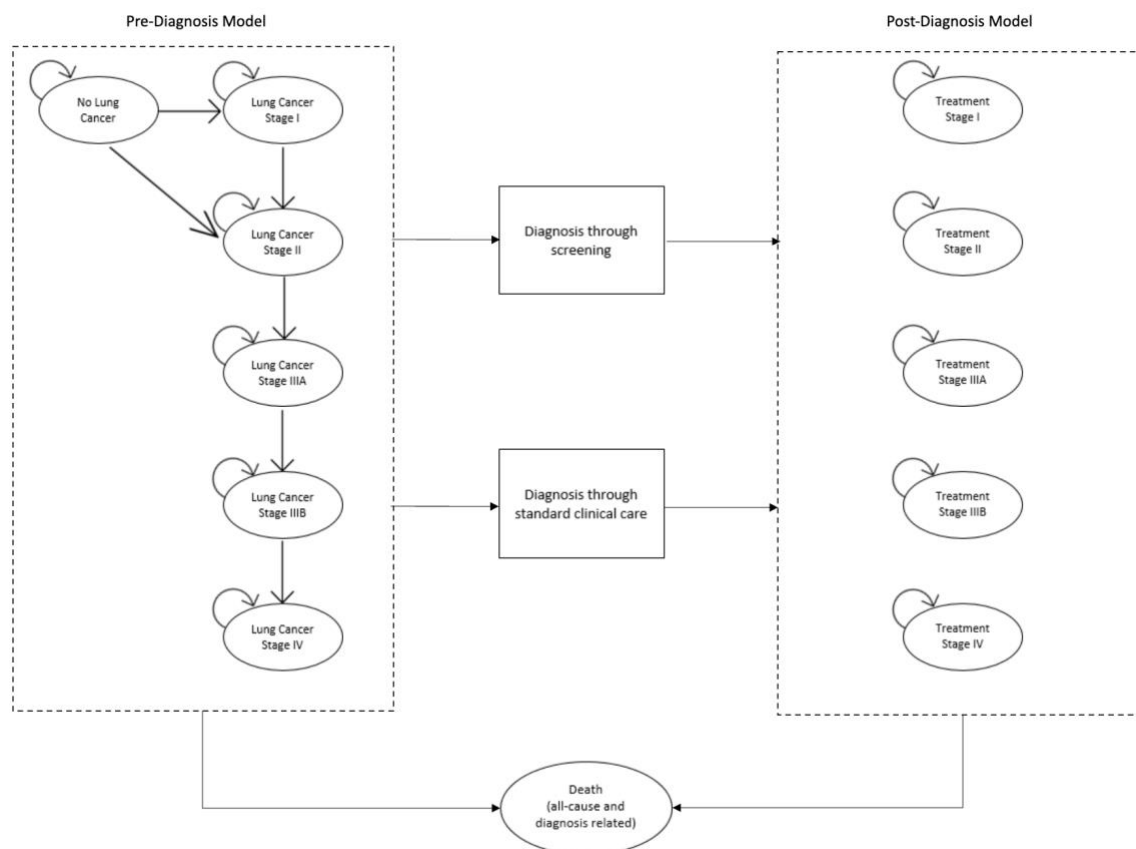 Pre-Diagnosis Model
Post-Diagnosis Model
No Lung
Cancer
Lung Cancer
Stage I
Treatment
Stage I
Lung Cancer
Stage II
Diagnosis through
screening
Treatment
Stage II
Lung Cancer
Stage IIIA
Treatment
Stage IIIA
Lung Cancer
Stage IIIB
Diagnosis through
standard clinical care
Treatment
Stage IIIB
Lung Cancer
Stage IV
Treatment
Stage IV
Death
(all-cause and
diagnosis related)